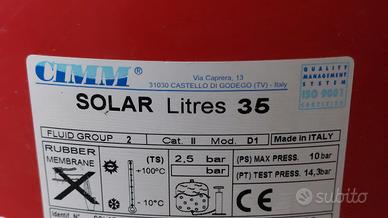 CIMM®
Via Caprera, 13
31030 CASTELLO DI GODEGO (TV) - Italy
QUALITY
MANAGEMENT
SYSTEM
ISO 9001
CERTIFIED
SOLAR Litres 35
FLUID GROUP 2 Cat. II Mod. D1 Made in ITALY
RUBBER
MEMBRANE
(TS)
+100°C
-10°C
2,5 bar
bar
(PS) MAX PRESS. 10 bar
(PT) TEST PRESS. 14,3 bar
CE
Identif. N°
subito